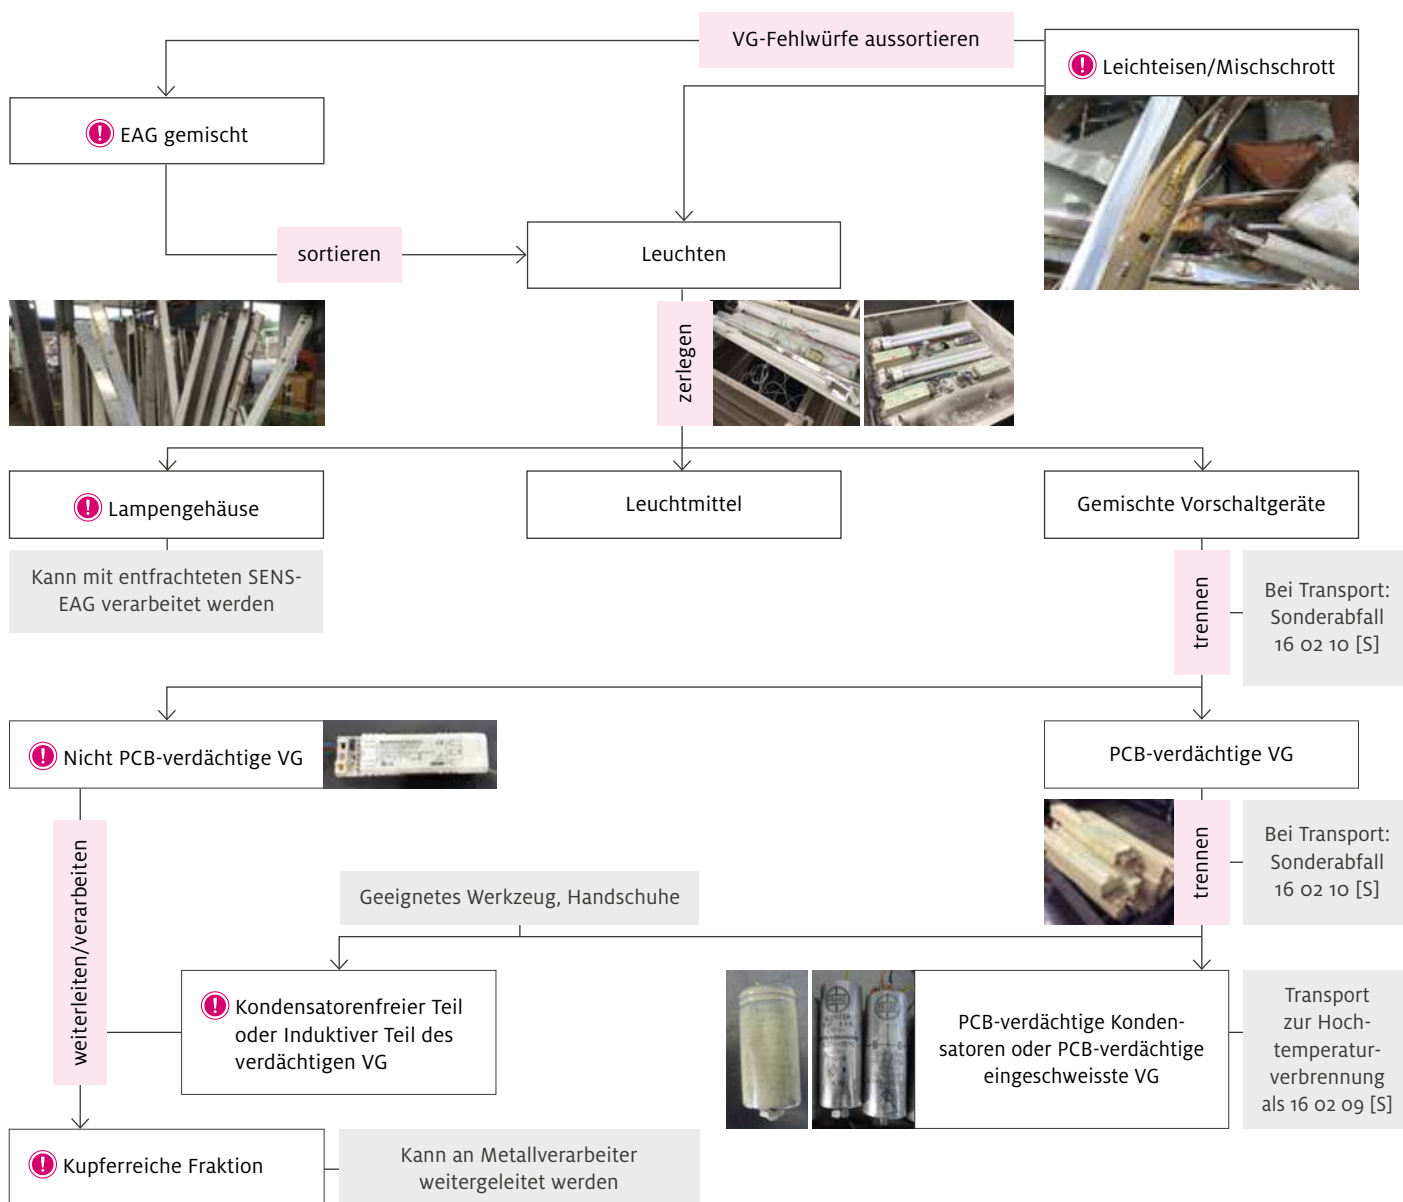 VG-Fehlwürfe aussortieren
Leichteisen/Mischschrott
EAG gemischt
sortieren
Leuchten
zerlegen
Lampengehäuse
Leuchtmittel
Gemischte Vorschaltgeräte
Kann mit entfrachteten SENS-
EAG verarbeitet werden
trennen
Bei Transport:
Sonderabfall
16 02 10 [S]
Nicht PCB-verdächtige VG
PCB-verdächtige VG
weiterleiten/verarbeiten
trennen
Bei Transport:
Sonderabfall
16 02 10 [S]
Geeignetes Werkzeug, Handschuhe
Kondensatorenfreier Teil
oder Induktiver Teil des
verdächtigen VG
PCB-verdächtige Konden-
satoren oder PCB-verdächtige
eingeschweisste VG
Transport
zur Hoch-
temperatur-
verbrennung
als 16 02 09 [S]
Kupferreiche Fraktion
Kann an Metallverarbeiter
weitergeleitet werden